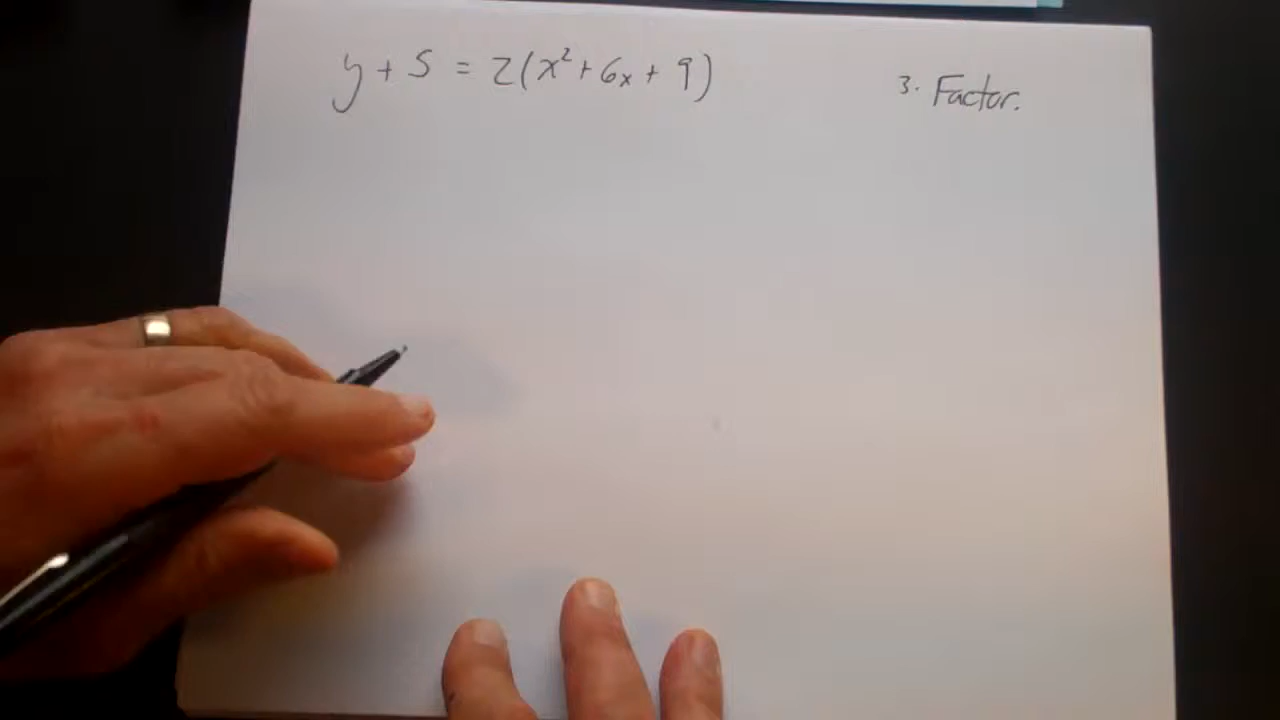 y + 5 = 2(x² + 6x + 9)
3. Factor.